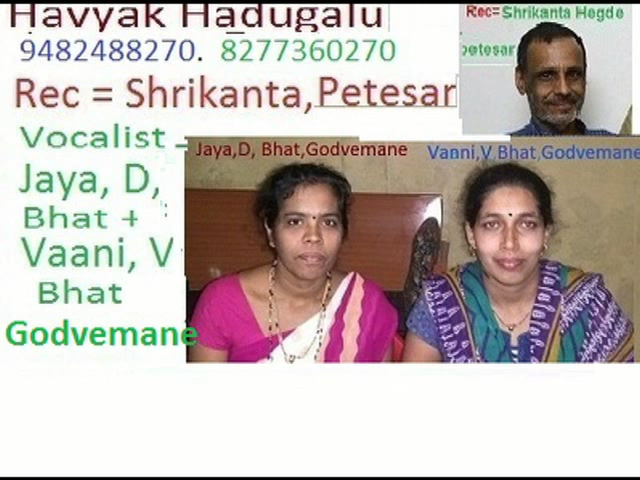 Havyak Hadugalu
9482488270. 8277360270
Rec = Shrikanta,Petesar
Rec= Shrikanta Hegde
petesar
Vocalist
Jaya, D,
Bhat +
Vaani, V
Bhat
Godvemane
Jaya,D, Bhat,Godvemane
Vanni,V Bhat,Godvemane